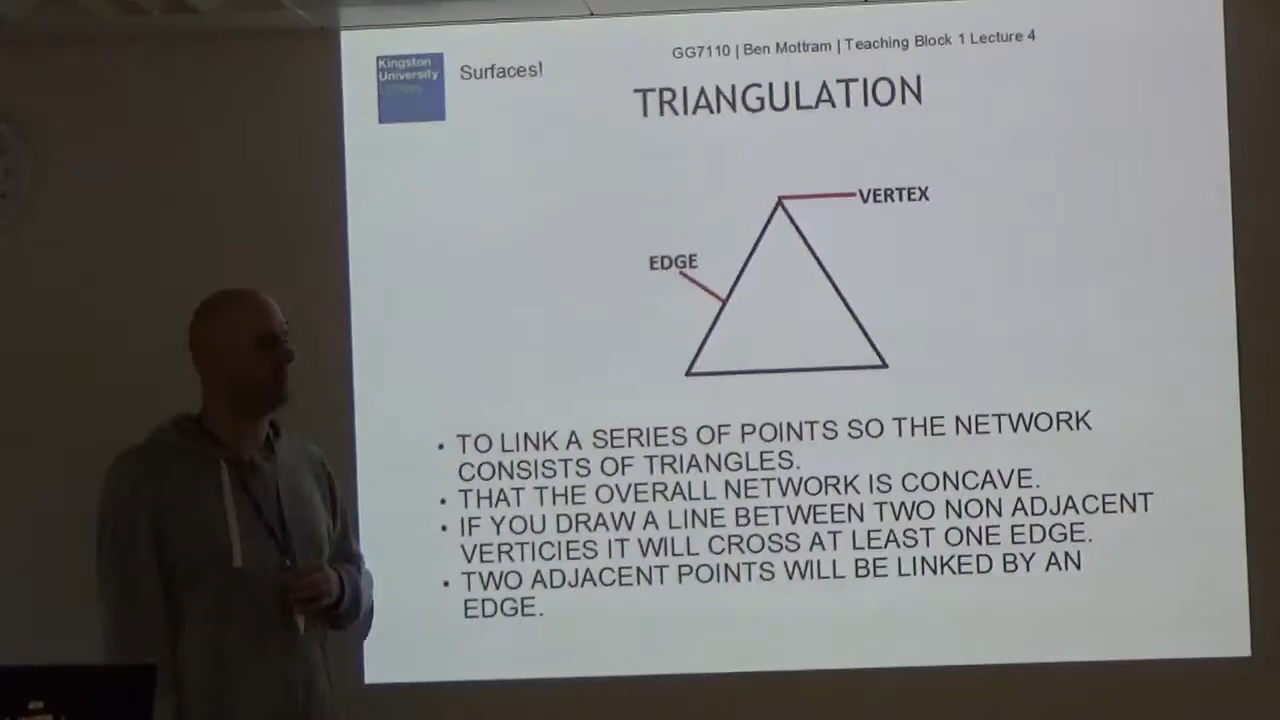 GG7110 | Ben Mottram | Teaching Block 1 Lecture 4
Kingston
University
Surfaces!
TRIANGULATION
VERTEX
EDGE
• TO LINK A SERIES OF POINTS SO THE NETWORK
CONSISTS OF TRIANGLES.
• THAT THE OVERALL NETWORK IS CONCAVE.
• IF YOU DRAW A LINE BETWEEN TWO NON ADJACENT
VERTICIES IT WILL CROSS AT LEAST ONE EDGE.
• TWO ADJACENT POINTS WILL BE LINKED BY AN
EDGE.